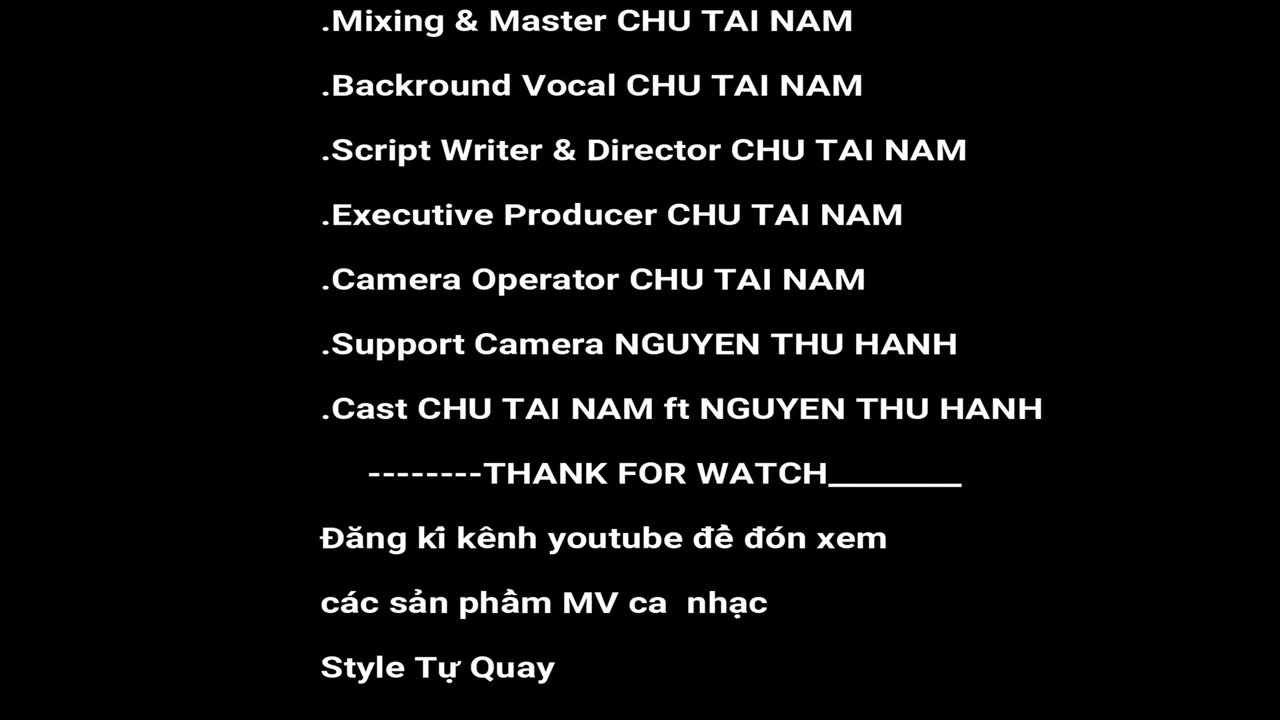 .Mixing & Master CHU TAI NAM
.Backround Vocal CHU TAI NAM
.Script Writer & Director CHU TAI NAM
.Executive Producer CHU TAI NAM
.Camera Operator CHU TAI NAM
.Support Camera NGUYEN THU HANH
.Cast CHU TAI NAM ft NGUYEN THU HANH
--------THANK FOR WATCH________
Đăng kí kênh youtube để đón xem
các sản phẩm MV ca  nhạc
Style Tự Quay